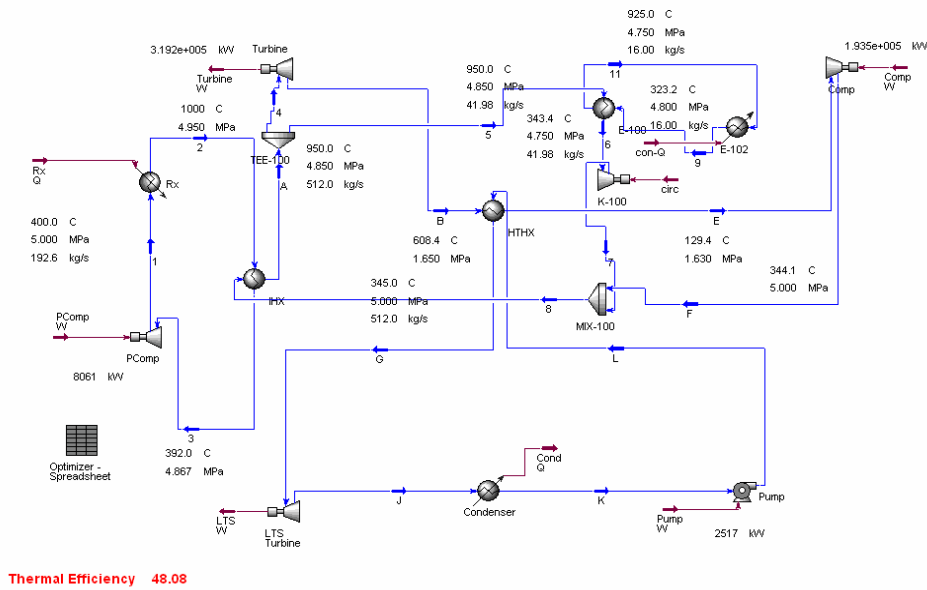 925.0 C
4.750 MPa
16.00 kg/s
3.192e+005 kW
Turbine
1.935e+005 kW
Turbine
W
11
Comp
Comp
W
950.0 C
4.850 MPa
41.98 kg/s
323.2 C
4.800 MPa
16.00 kg/s
1000 C
4.950 MPa
4
343.4 C
4.750 MPa
41.98 kg/s
E-100
E-102
2
5
6
9
con-Q
TEE-100
950.0 C
4.850 MPa
512.0 kg/s
Rx
Q
Rx
A
K-100
circ
400.0 C
5.000 MPa
192.6 kg/s
B
HTHX
E
608.4 C
1.650 MPa
129.4 C
1.630 MPa
1
7
IHX
345.0 C
5.000 MPa
512.0 kg/s
344.1 C
5.000 MPa
8
F
MIX-100
PComp
W
PComp
8061 kW
G
L
3
392.0 C
4.867 MPa
Optimizer -
Spreadsheet
Cond
Q
J
K
Condenser
Pump
LTS
W
LTS
Turbine
Pump
W
2517 kW
Thermal Efficiency 48.08